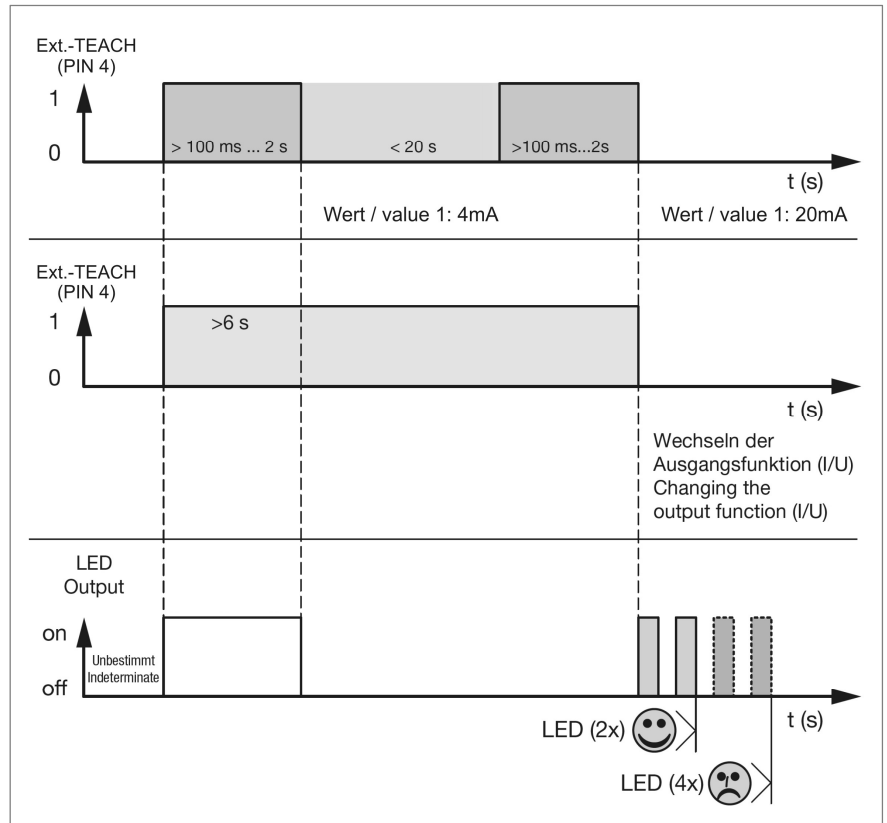 Ext.-TEACH
(PIN 4)
1
0
> 100 ms ... 2 s
< 20 s
>100 ms...2s
t (s)
Wert / value 1: 4mA
Wert / value 1: 20mA
Ext.-TEACH
(PIN 4)
1
0
>6 s
t (s)
Wechseln der
Ausgangsfunktion (I/U)
Changing the
output function (I/U)
LED
Output
on
off
Unbestimmt
Indeterminate
t (s)
LED (2x)
LED (4x)